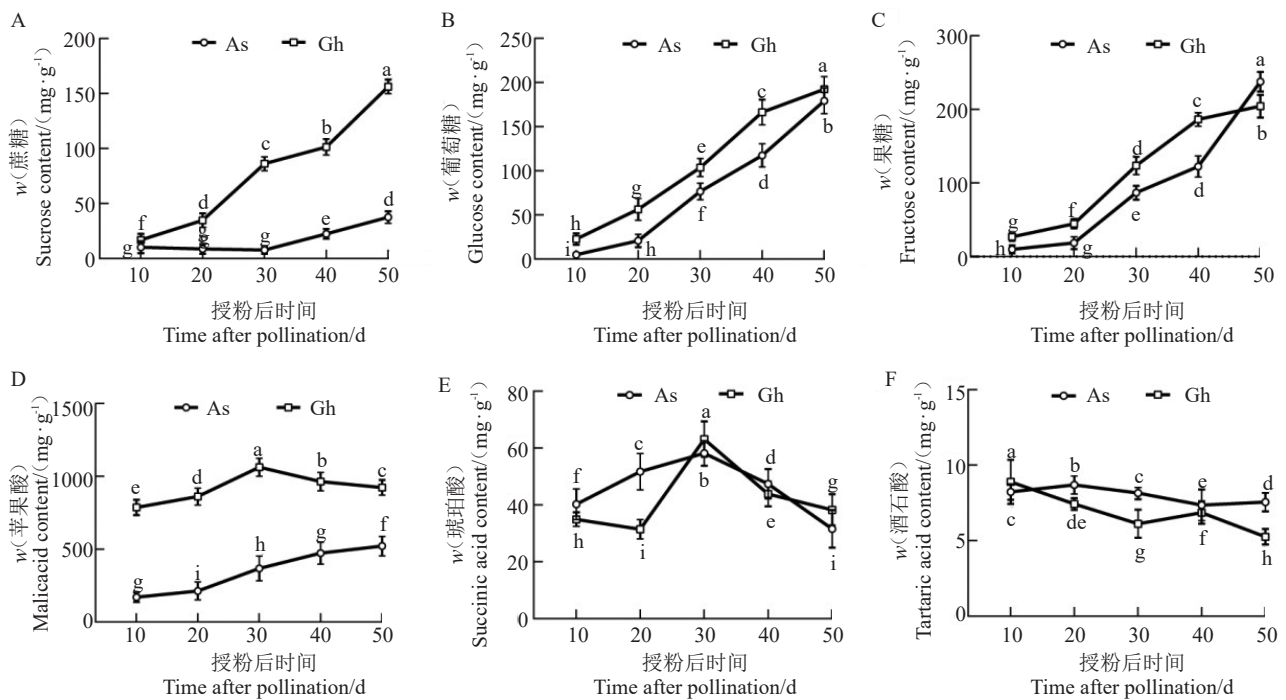 A
As
Gh
w(蔗糖)
Sucrose content/(mg·g⁻¹)
200
150
100
50
0
f
d
c
b
a
g
g
g
g
e
d
10 20 30 40 50
授粉后时间
Time after pollination/d
B
As
Gh
w(葡萄糖)
Glucose content/(mg·g⁻¹)
250
200
150
100
50
0
h
g
e
c
a
i
h
f
d
b
10 20 30 40 50
授粉后时间
Time after pollination/d
C
As
Gh
w(果糖)
Fructose content/(mg·g⁻¹)
300
200
100
0
g
f
d
c
a
h
g
e
d
b
10 20 30 40 50
授粉后时间
Time after pollination/d
D
As
Gh
w(苹果酸)
Malicacid content/(mg·g⁻¹)
1500
1000
500
0
e
d
a
b
c
g
i
h
g
f
10 20 30 40 50
授粉后时间
Time after pollination/d
E
As
Gh
w(琥珀酸)
Succinic acid content/(mg·g⁻¹)
80
60
40
20
0
f
c
a
d
g
h
i
b
e
i
10 20 30 40 50
授粉后时间
Time after pollination/d
F
As
Gh
w(酒石酸)
Tartaric acid content/(mg·g⁻¹)
15
10
5
0
a
b
c
e
d
c
de
g
f
h
10 20 30 40 50
授粉后时间
Time after pollination/d